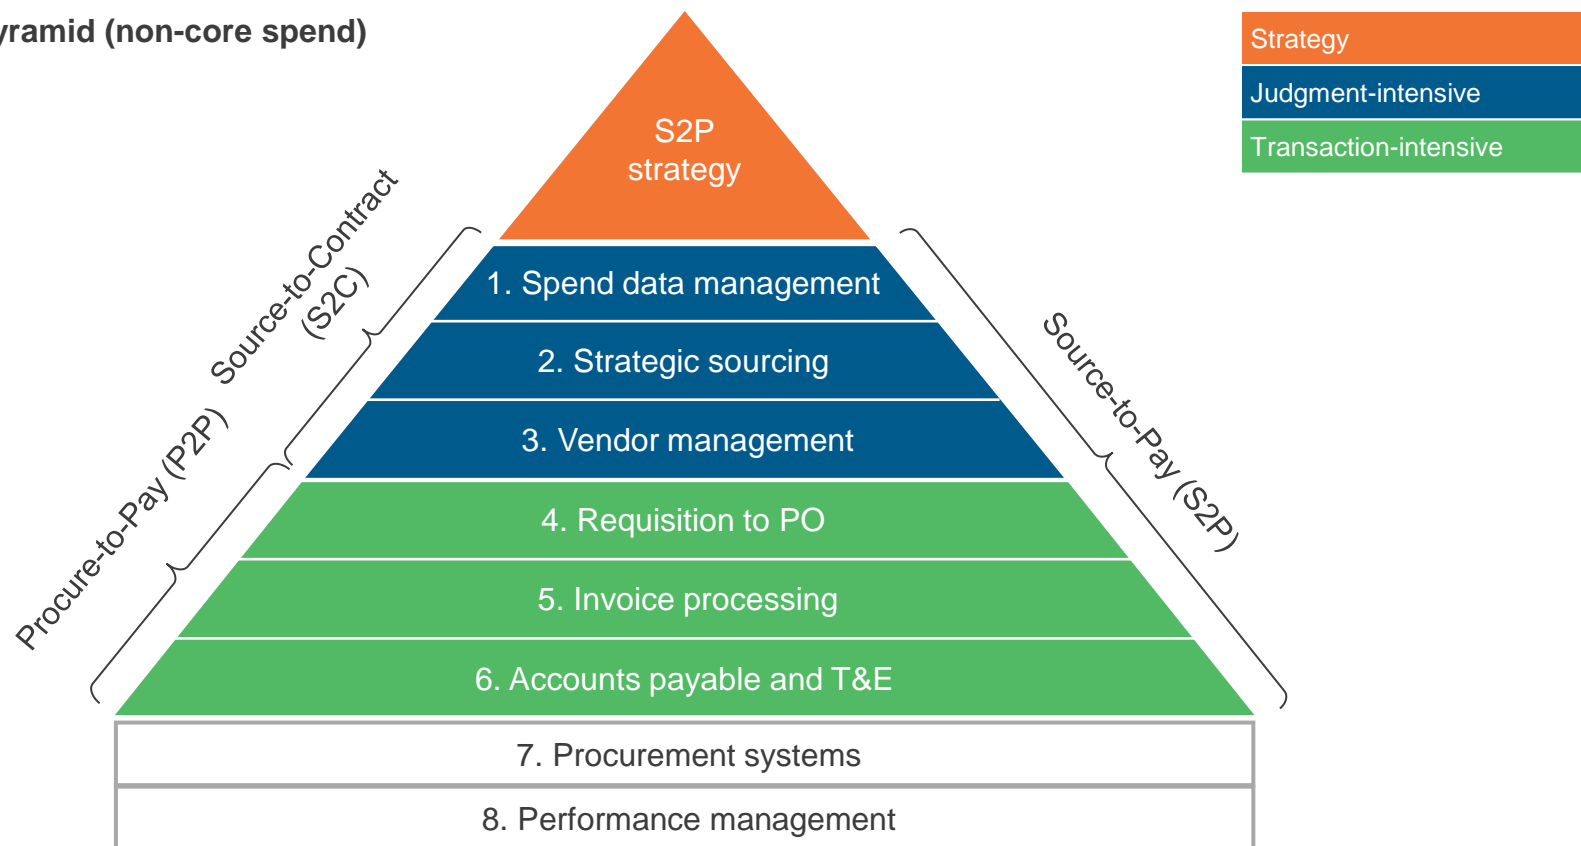 (non-core spend)
Strategy
Judgment-intensive
Transaction-intensive
S2P
strategy
Source-to-Contract
(S2C)
Procure-to-Pay (P2P)
Source-to-Pay (S2P)
1. Spend data management
2. Strategic sourcing
3. Vendor management
4. Requisition to PO
5. Invoice processing
6. Accounts payable and T&E
7. Procurement systems
8. Performance management